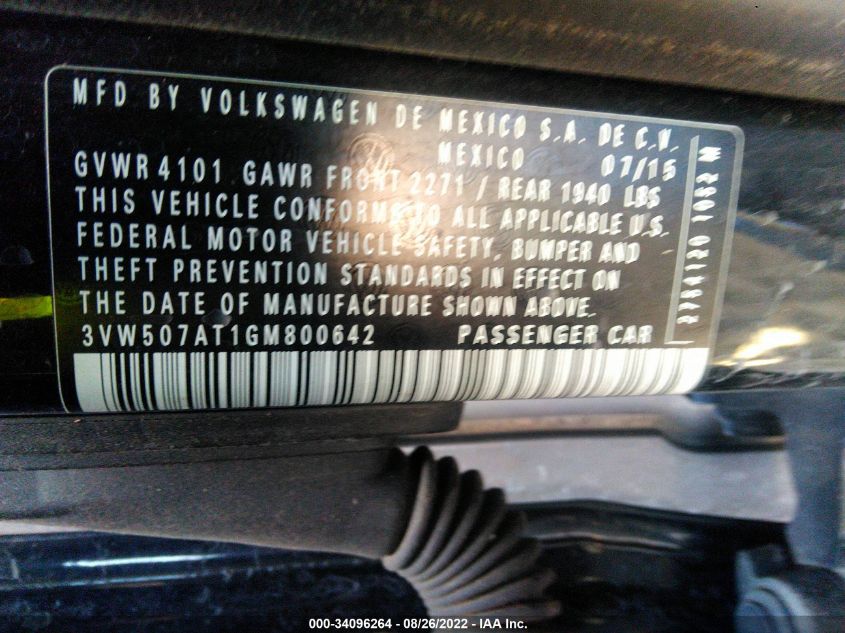 MFD BY VOLKSWAGEN DE MEXICO S.A. DE C.V.
MEXICO 07/15
GVWR 4101 GAWR FRONT 2271 / REAR 1940 LBS
THIS VEHICLE CONFORMS TO ALL APPLICABLE U.S.
FEDERAL MOTOR VEHICLE SAFETY, BUMPER AND
THEFT PREVENTION STANDARDS IN EFFECT ON
THE DATE OF MANUFACTURE SHOWN ABOVE.
3VW507AT1GM800642 PASSENGER CAR
000-34096264 - 08/26/2022 - IAA Inc.